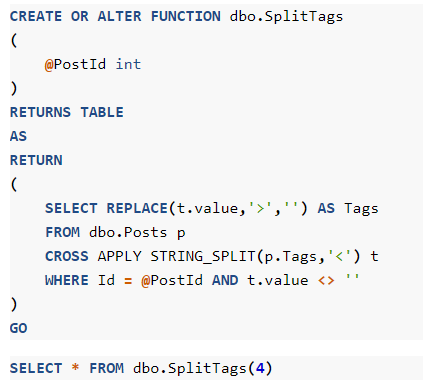 CREATE OR ALTER FUNCTION dbo.SplitTags
(
    @PostId int
)
RETURNS TABLE
AS
RETURN
(
    SELECT REPLACE(t.value,'>','') AS Tags
    FROM dbo.Posts p
    CROSS APPLY STRING_SPLIT(p.Tags,'<') t
    WHERE Id = @PostId AND t.value <> ''
)
GO
SELECT * FROM dbo.SplitTags(4)